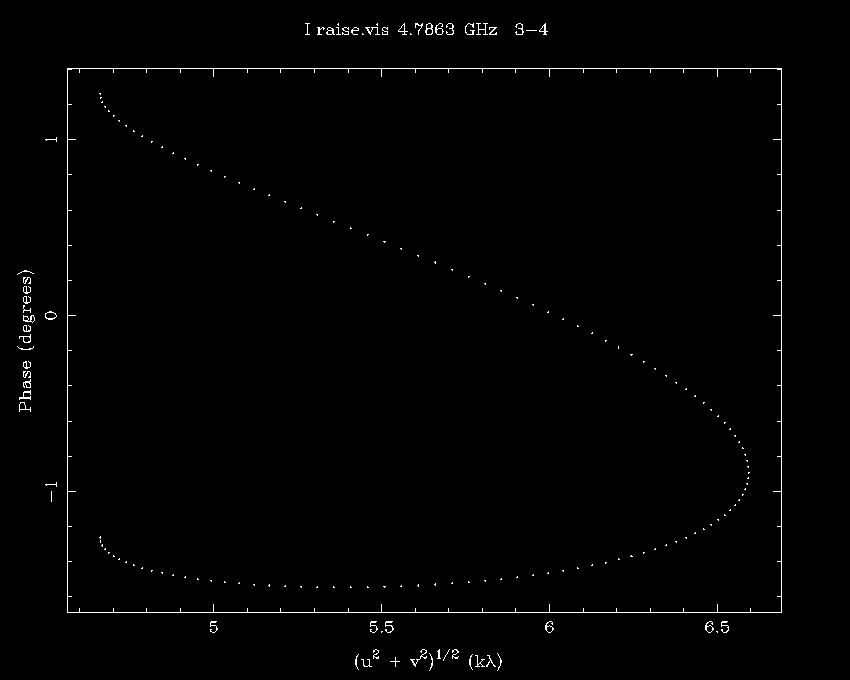 I raise.vis 4.7863 GHz 3−4
1
0
−1
Phase (degrees)
5 5.5 6 6.5
(u² + v²)^1/2 (kλ)